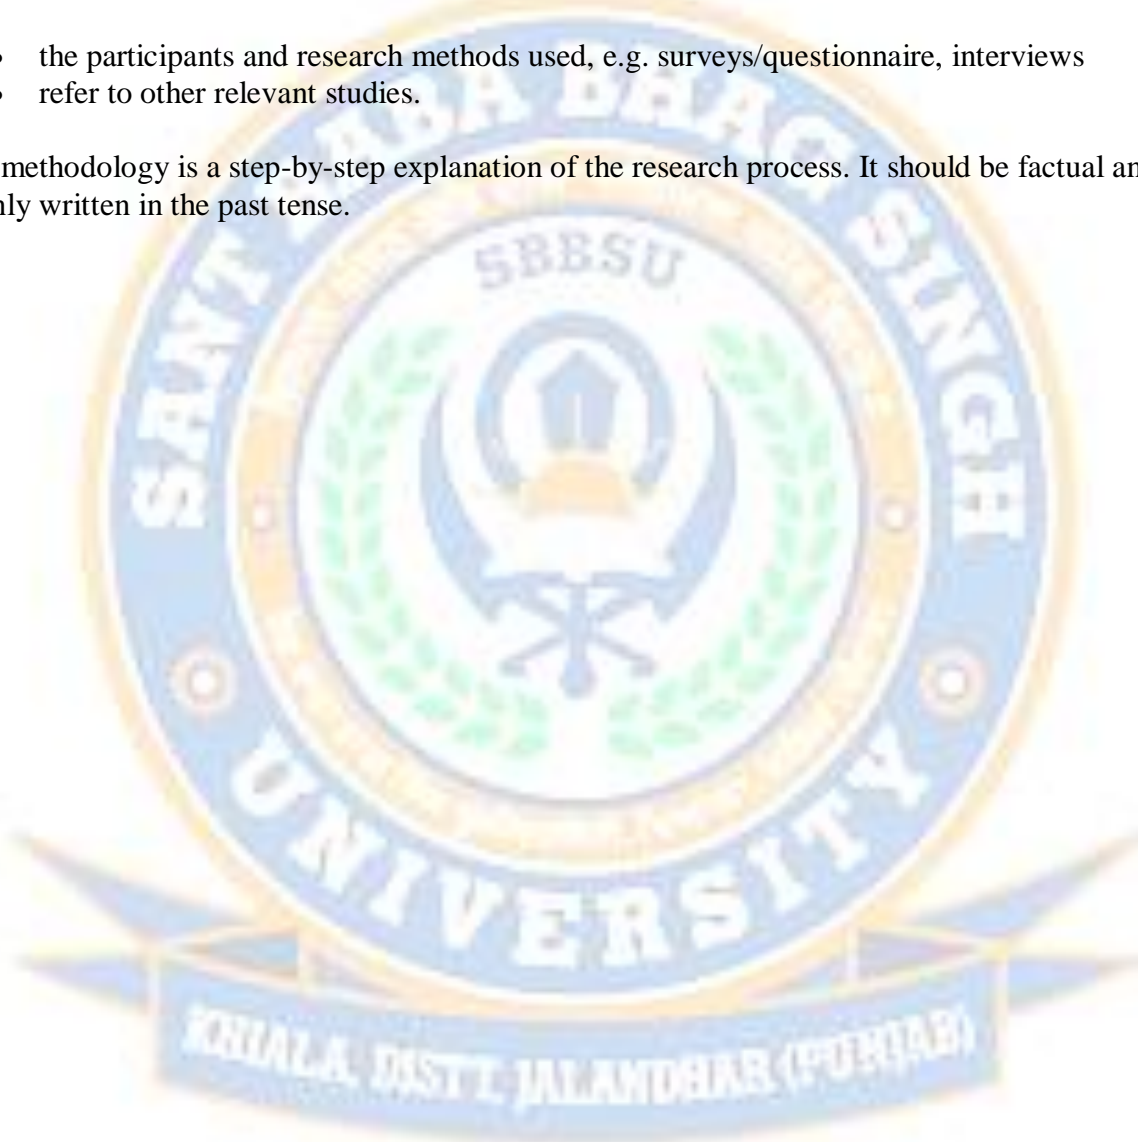 the participants and research methods used, e.g. surveys/questionnaire, interviews
refer to other relevant studies.
methodology is a step-by-step explanation of the research process. It should be factual
written in the past tense.
SANT BABA BHAG SINGH
SBBSU
UNIVERSITY
KHIALA, DISTT. JALANDHAR (PUNJAB)